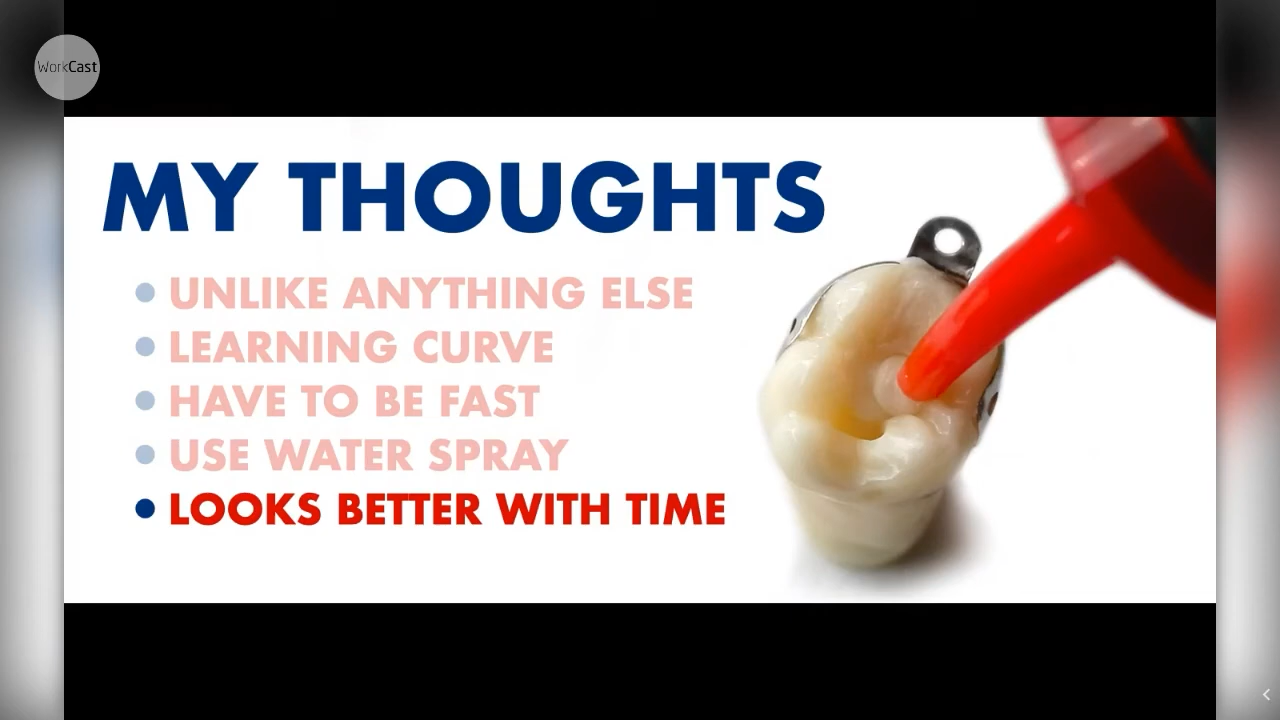 WorkCast
MY THOUGHTS
• UNLIKE ANYTHING ELSE
• LEARNING CURVE
• HAVE TO BE FAST
• USE WATER SPRAY
• LOOKS BETTER WITH TIME